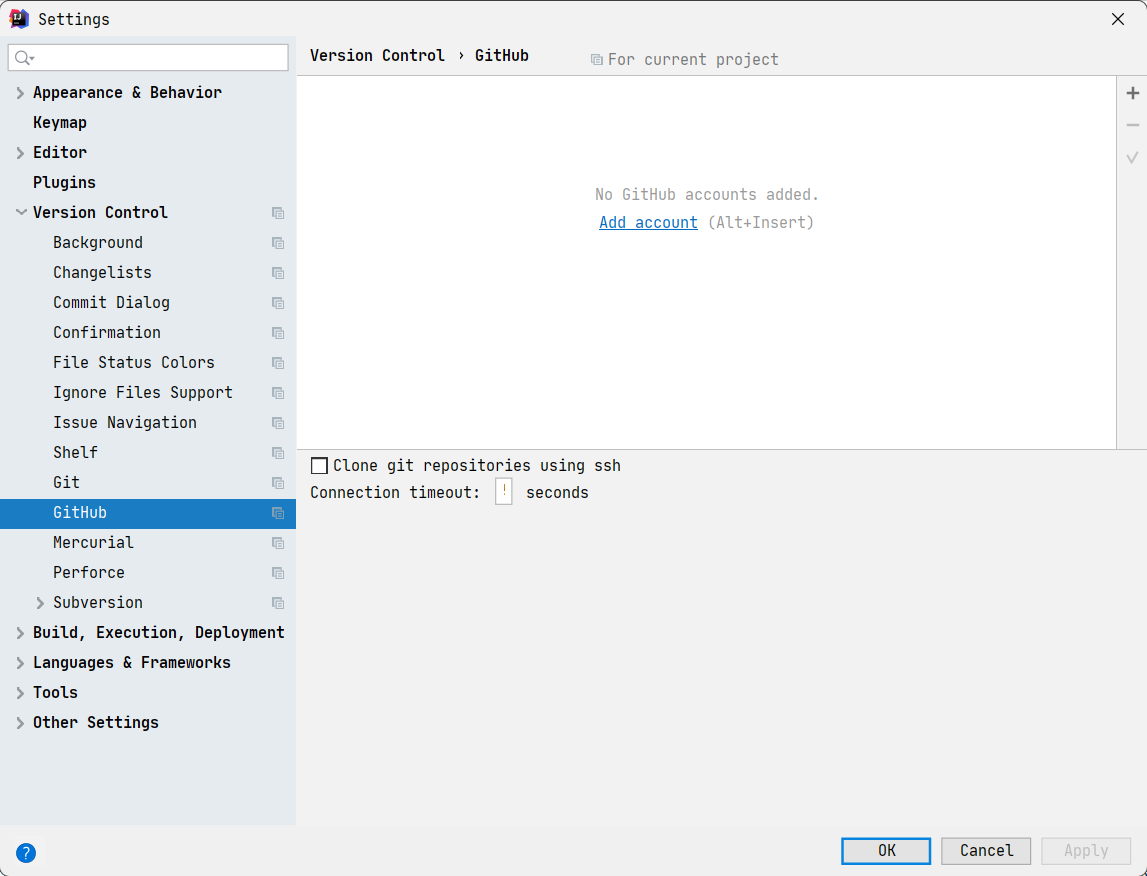 Settings
Version Control › GitHub
For current project
Appearance & Behavior
Keymap
Editor
Plugins
Version Control
Background
Changelists
Commit Dialog
Confirmation
File Status Colors
Ignore Files Support
Issue Navigation
Shelf
Git
GitHub
Mercurial
Perforce
Subversion
Build, Execution, Deployment
Languages & Frameworks
Tools
Other Settings
No GitHub accounts added.
Add account (Alt+Insert)
Clone git repositories using ssh
Connection timeout: seconds
?
OK Cancel Apply